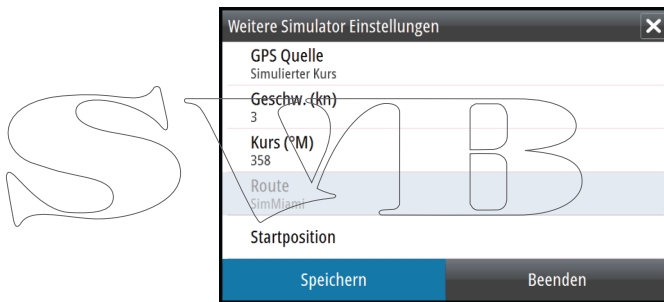 Weitere Simulator Einstellungen
GPS Quelle
Simulierter Kurs
Geschw. (kn)
3
Kurs (°M)
358
Route
SimMiami
Startposition
Speichern Beenden
SVB